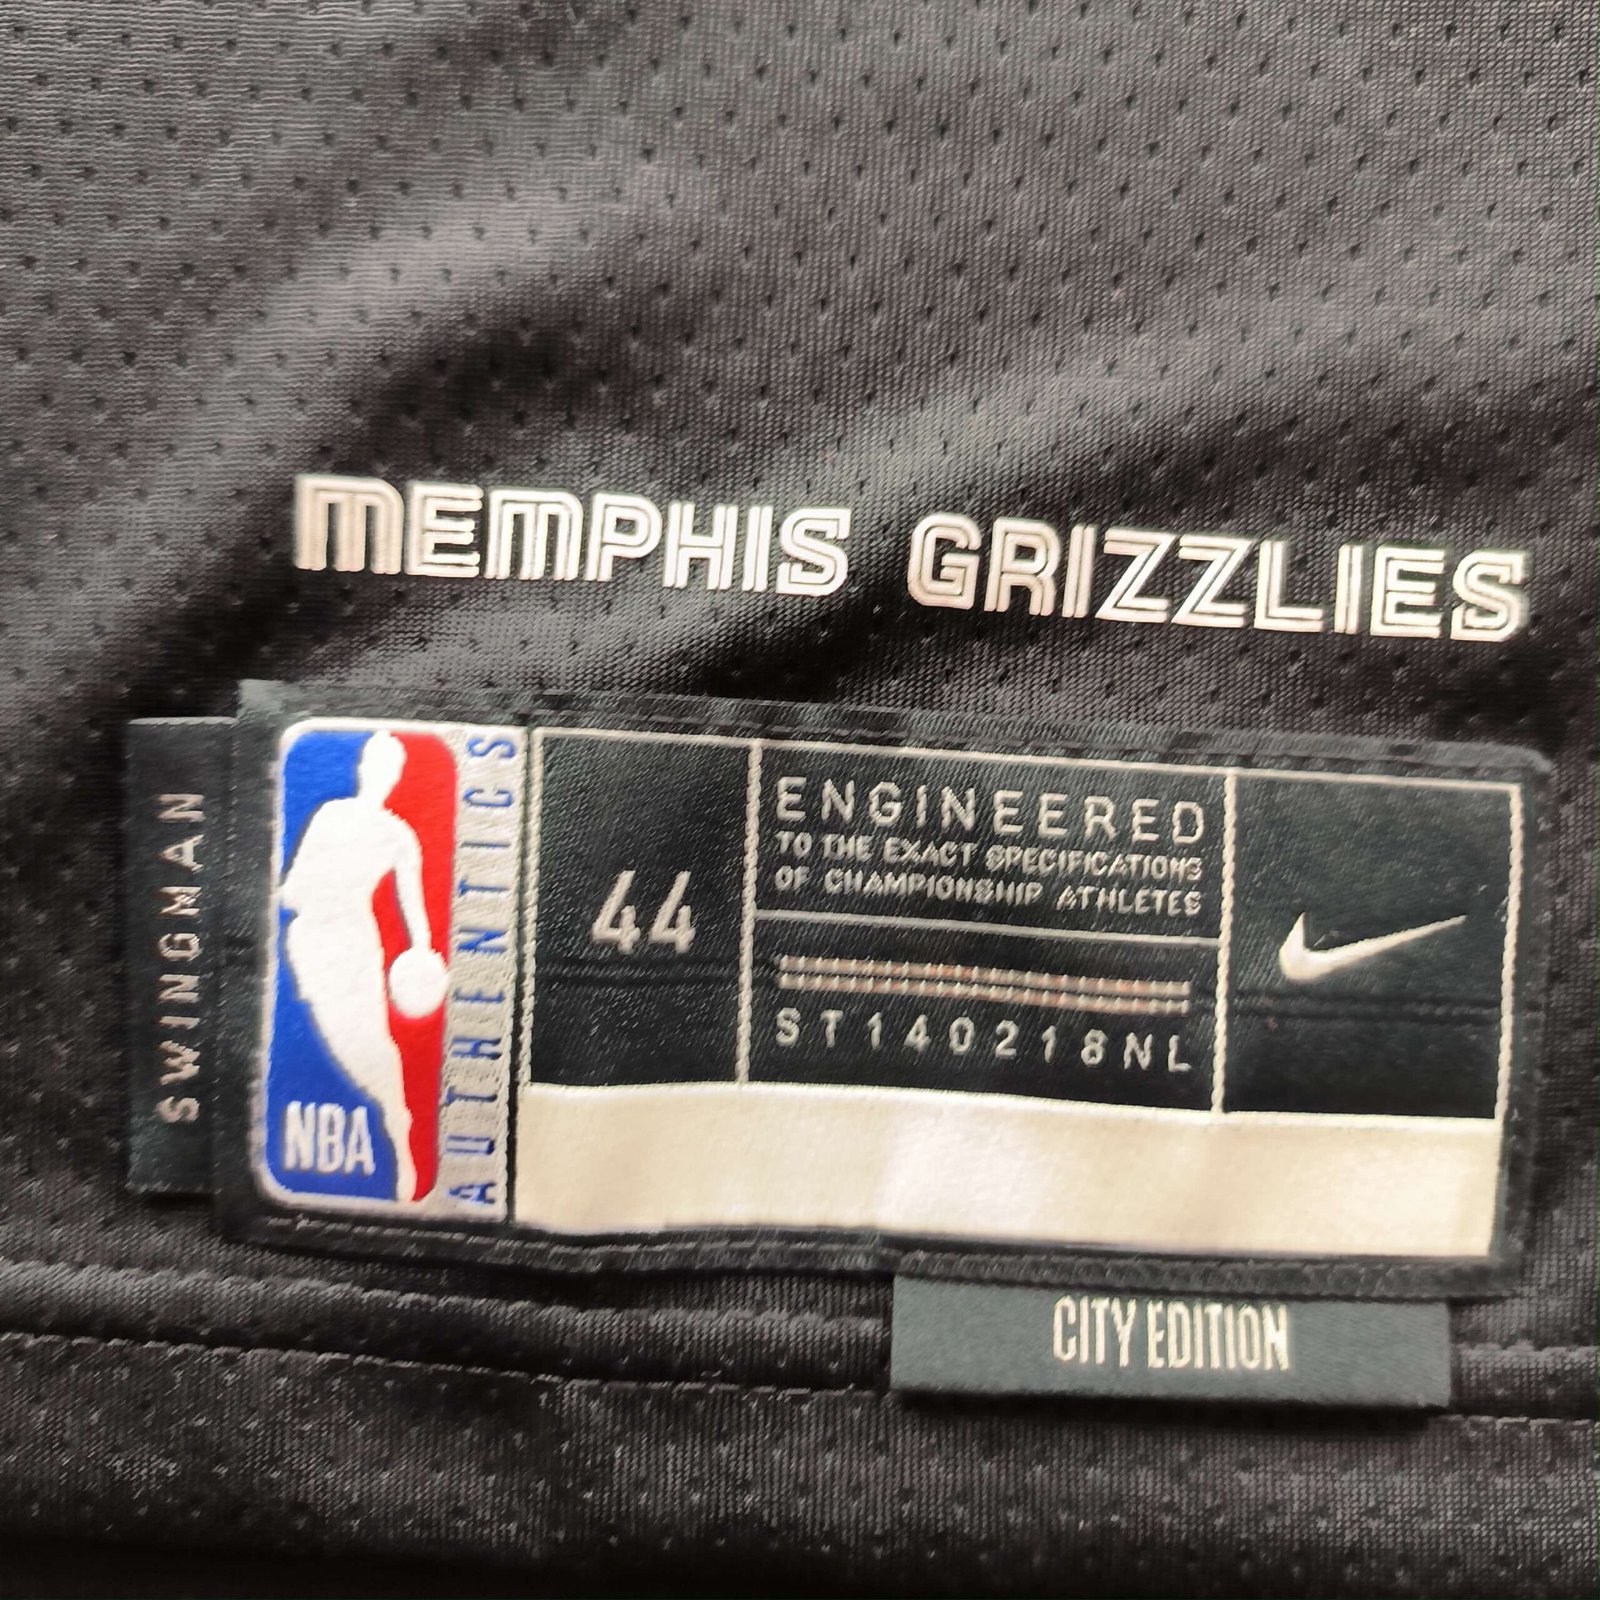 MEMPHIS GRIZZLIES
SWINGMAN
NBA
AUTHENTICS
44
ENGINEERED
TO THE EXACT SPECIFICATIONS
OF CHAMPIONSHIP ATHLETES
ST140218NL
CITY EDITION